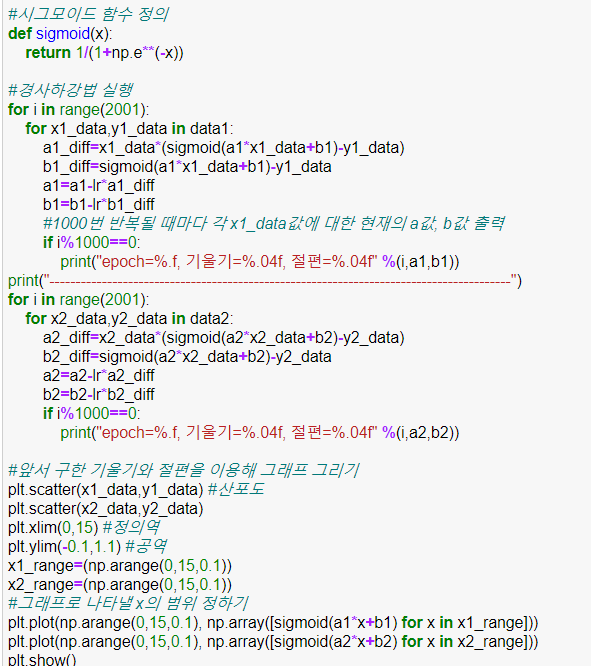 #시그모이드 함수 정의
def sigmoid(x):
    return 1/(1+np.e**(-x))

#경사하강법 실행
for i in range(2001):
    for x1_data,y1_data in data1:
        a1_diff=x1_data*(sigmoid(a1*x1_data+b1)-y1_data)
        b1_diff=sigmoid(a1*x1_data+b1)-y1_data
        a1=a1-lr*a1_diff
        b1=b1-lr*b1_diff
        #1000번 반복될 때마다 각 x1_data값에 대한 현재의 a값, b값 출력
        if i%1000==0:
            print("epoch=%.f, 기울기=%.04f, 절편=%.04f" %(i,a1,b1))
print("--------------------------------------------------------------------------------------------")
for i in range(2001):
    for x2_data,y2_data in data2:
        a2_diff=x2_data*(sigmoid(a2*x2_data+b2)-y2_data)
        b2_diff=sigmoid(a2*x2_data+b2)-y2_data
        a2=a2-lr*a2_diff
        b2=b2-lr*b2_diff
        if i%1000==0:
            print("epoch=%.f, 기울기=%.04f, 절편=%.04f" %(i,a2,b2))

#앞서 구한 기울기와 절편을 이용해 그래프 그리기
plt.scatter(x1_data,y1_data) #산포도
plt.scatter(x2_data,y2_data)
plt.xlim(0,15) #정의역
plt.ylim(-0.1,1.1) #공역
x1_range=(np.arange(0,15,0.1))
x2_range=(np.arange(0,15,0.1))
#그래프로 나타낼 x의 범위 정하기
plt.plot(np.arange(0,15,0.1), np.array([sigmoid(a1*x+b1) for x in x1_range]))
plt.plot(np.arange(0,15,0.1), np.array([sigmoid(a2*x+b2) for x in x2_range]))
plt.show()